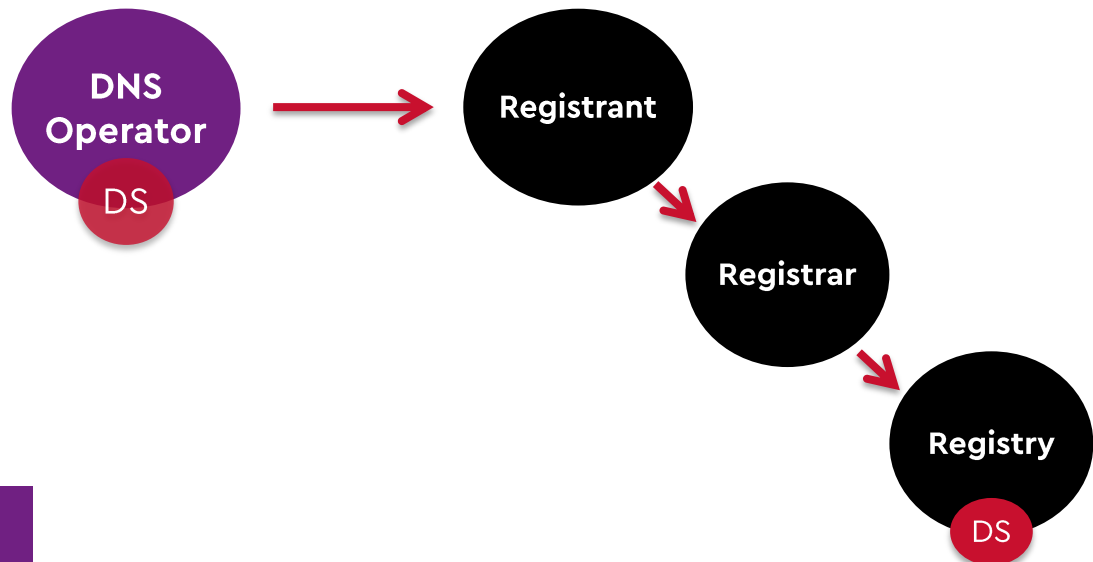 DNS
Operator
DS
Registrant
Registrar
Registry
DS